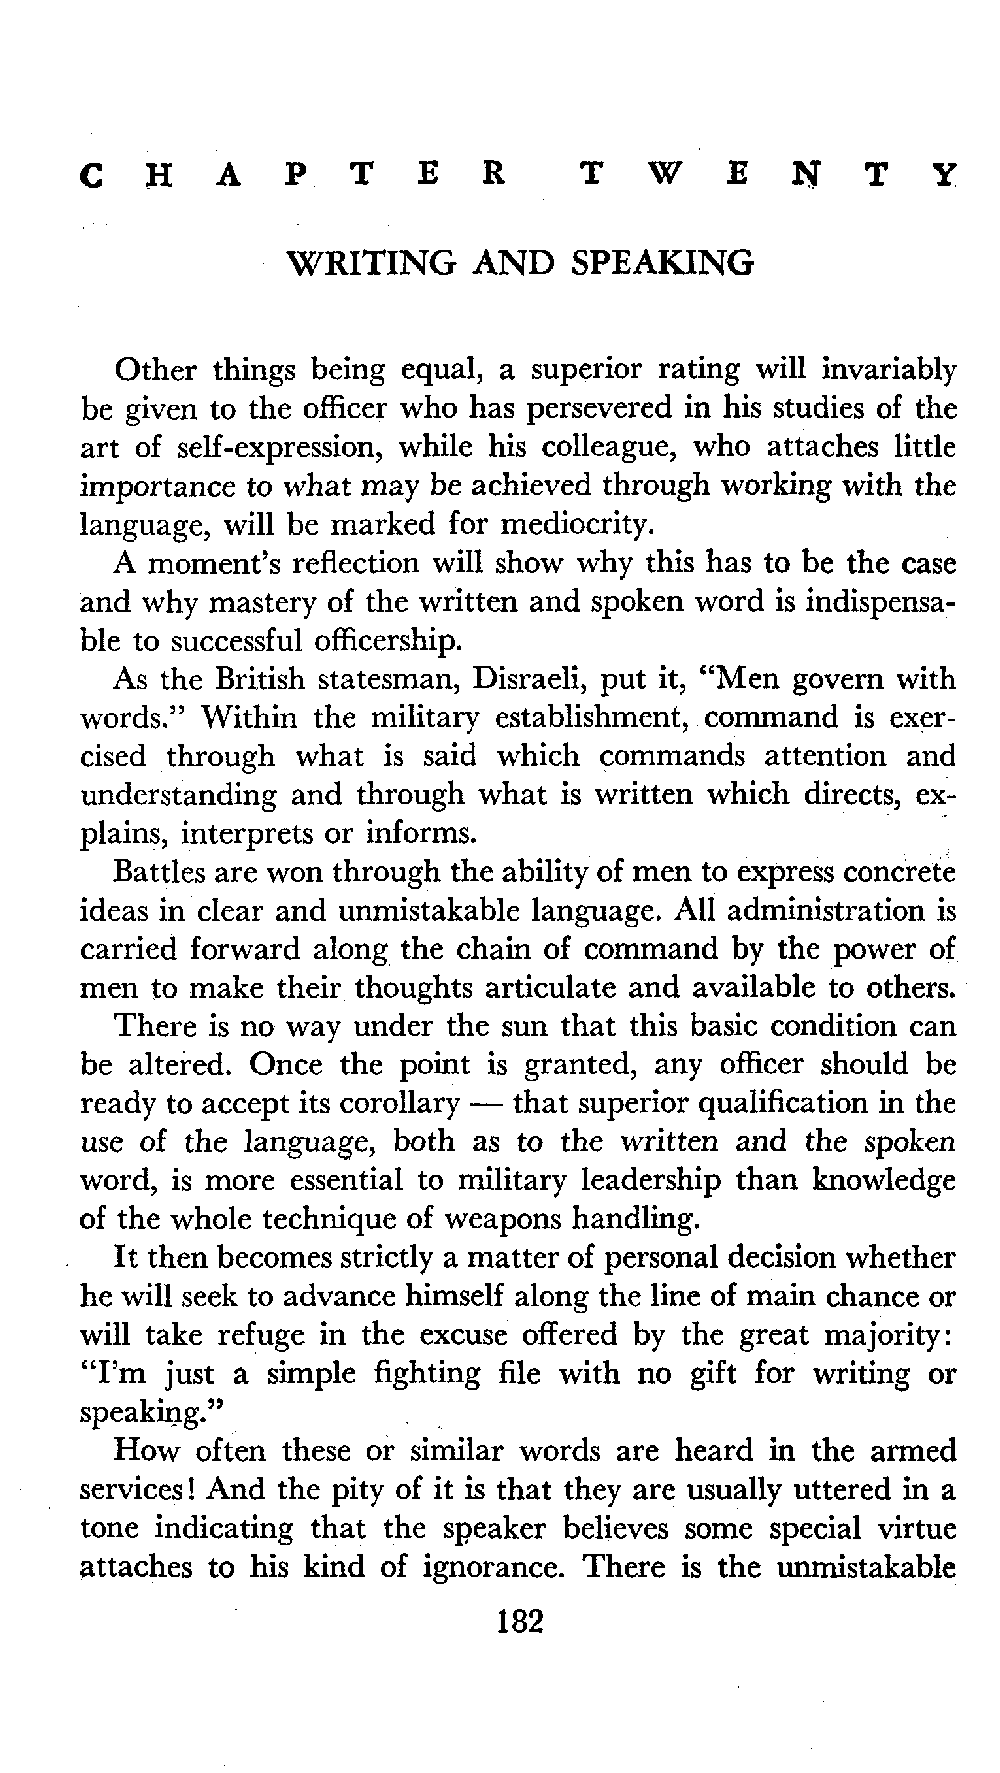 CHAPTER TWENTY
WRITING AND SPEAKING
Other things being equal, a superior rating will invariably
be given to the officer who has persevered in his studies of the
art of self-expression, while his colleague, who attaches little
importance to what may be achieved through working with the
language, will be marked for mediocrity.
A moment's reflection will show why this has to be the case
and why mastery of the written and spoken word is indispensa-
ble to successful officership.
As the British statesman, Disraeli, put it, “Men govern with
words.” Within the military establishment, command is exer-
cised through what is said which commands attention and
understanding and through what is written which directs, ex-
plains, interprets or informs.
Battles are won through the ability of men to express concrete
ideas in clear and unmistakable language. All administration is
carried forward along the chain of command by the power of
men to make their thoughts articulate and available to others.
There is no way under the sun that this basic condition can
be altered. Once the point is granted, any officer should be
ready to accept its corollary — that superior qualification in the
use of the language, both as to the written and the spoken
word, is more essential to military leadership than knowledge
of the whole technique of weapons handling.
It then becomes strictly a matter of personal decision whether
he will seek to advance himself along the line of main chance or
will take refuge in the excuse offered by the great majority:
“I'm just a simple fighting file with no gift for writing or
speaking.”
How often these or similar words are heard in the armed
services! And the pity of it is that they are usually uttered in a
tone indicating that the speaker believes some special virtue
attaches to his kind of ignorance. There is the unmistakable
182